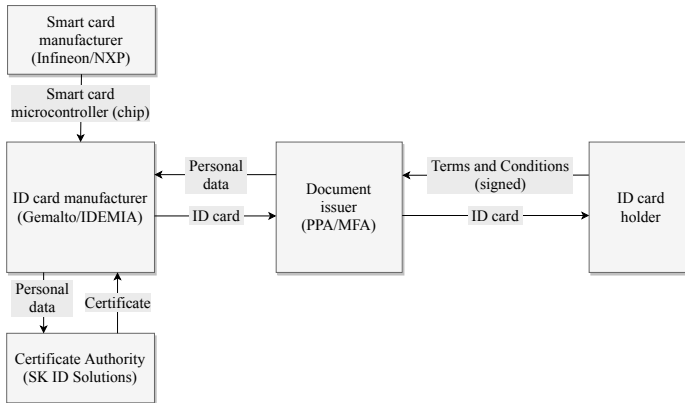 Smart card
manufacturer
(Infineon/NXP)
Smart card
microcontroller (chip)
ID card manufacturer
(Gemalto/IDEMIA)
Personal
data
ID card
Document
issuer
(PPA/MFA)
Terms and Conditions
(signed)
ID card
ID card
holder
Personal
data
Certificate
Certificate Authority
(SK ID Solutions)